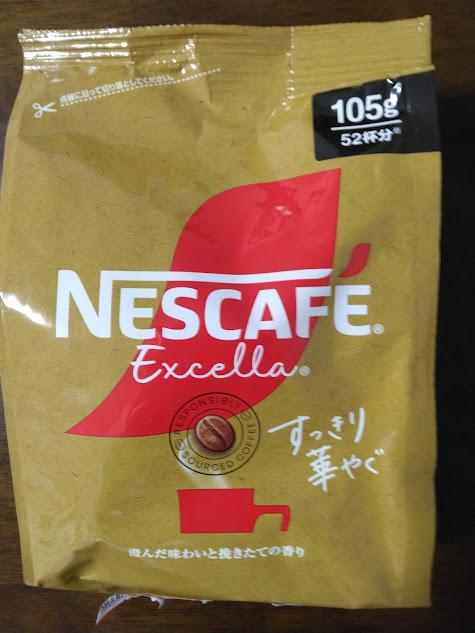 点線に沿って切り落としてください。
105g
52杯分※
NESCAFÉ®
Excella®
RESPONSIBLY
SOURCED COFFEE
すっきり
華やぐ
澄んだ味わいと挽きたての香り